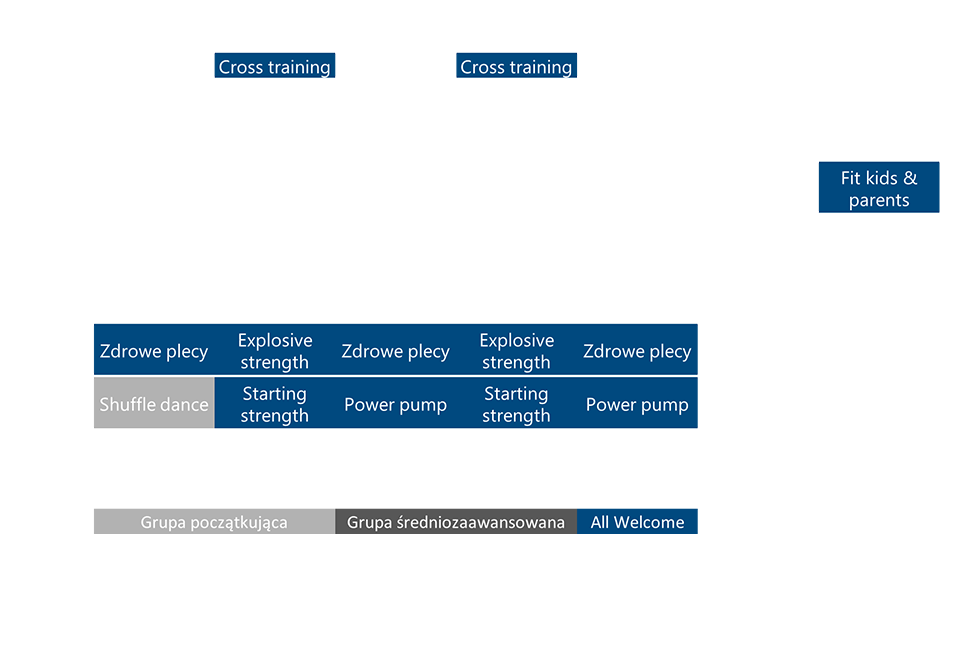 Cross training Cross training
Fit kids &
parents
Zdrowe plecy Explosive strength Zdrowe plecy Explosive strength Zdrowe plecy
Shuffle dance Starting strength Power pump Starting strength Power pump
Grupa początkująca Grupa średniozaawansowana All Welcome